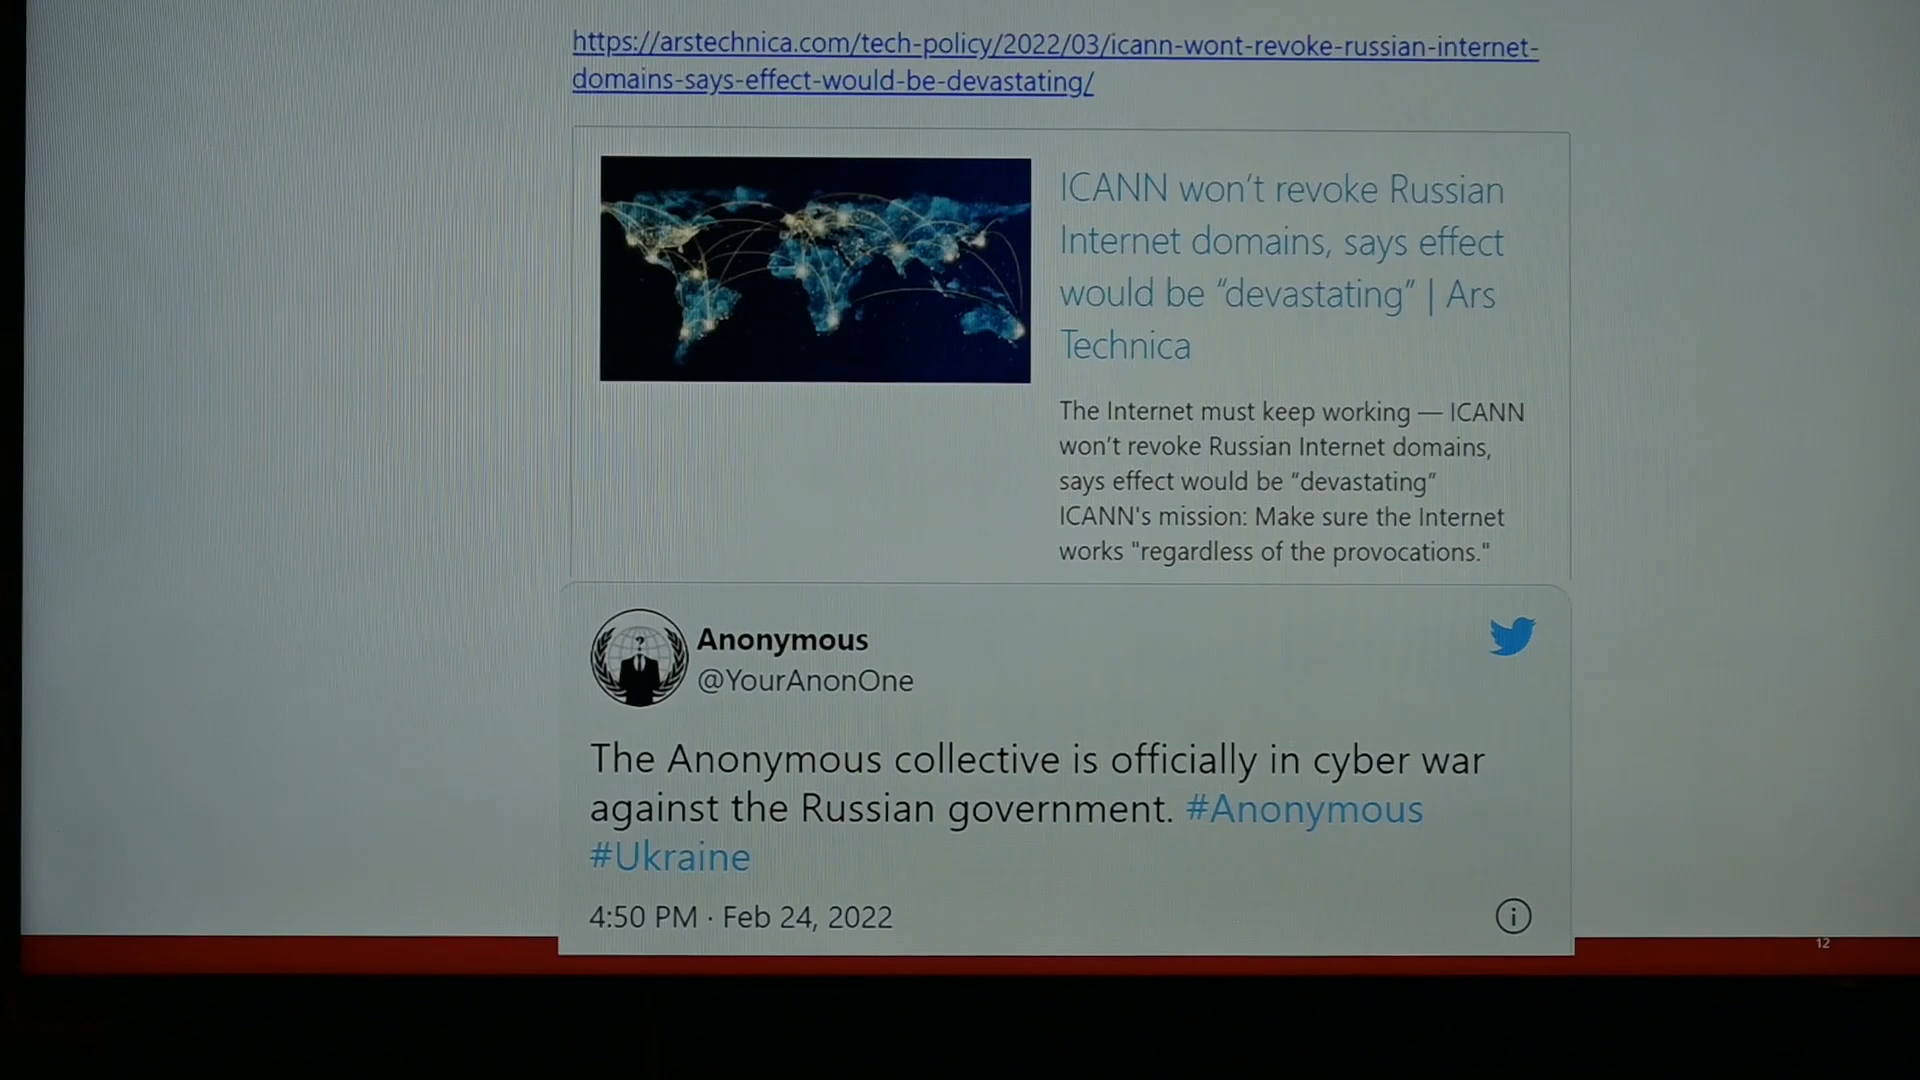 https://arstechnica.com/tech-policy/2022/03/icann-wont-revoke-russian-internet-
domains-says-effect-would-be-devastating/
ICANN won’t revoke Russian
Internet domains, says effect
would be “devastating” | Ars
Technica
The Internet must keep working — ICANN
won’t revoke Russian Internet domains,
says effect would be “devastating”
ICANN's mission: Make sure the Internet
works "regardless of the provocations."
?
Anonymous
@YourAnonOne
The Anonymous collective is officially in cyber war
against the Russian government. #Anonymous
#Ukraine
4:50 PM · Feb 24, 2022
i
12